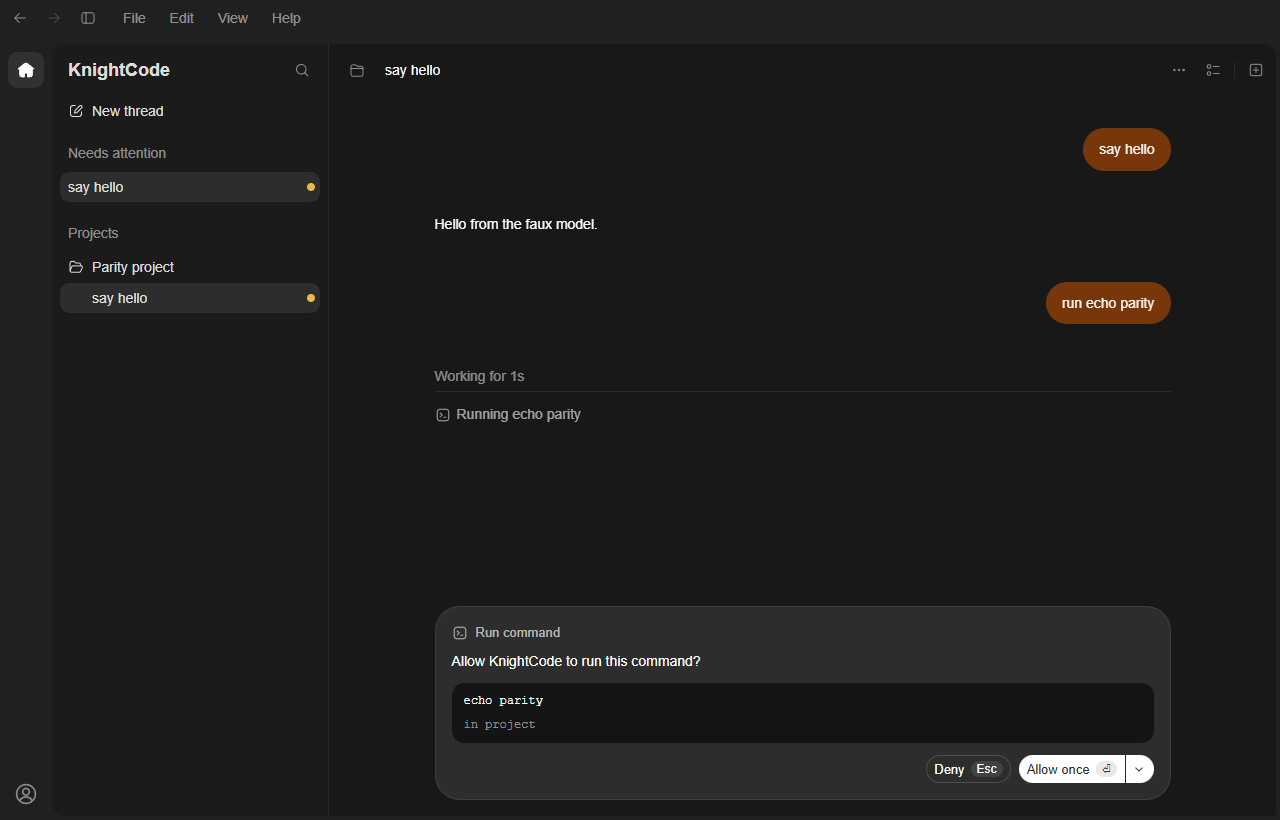 File Edit View Help
KnightCode
New thread
Needs attention
say hello
Projects
Parity project
say hello
say hello
say hello
Hello from the faux model.
run echo parity
Working for 1s
Running echo parity
Run command
Allow KnightCode to run this command?
echo parity
in project
Deny Esc Allow once ⏎